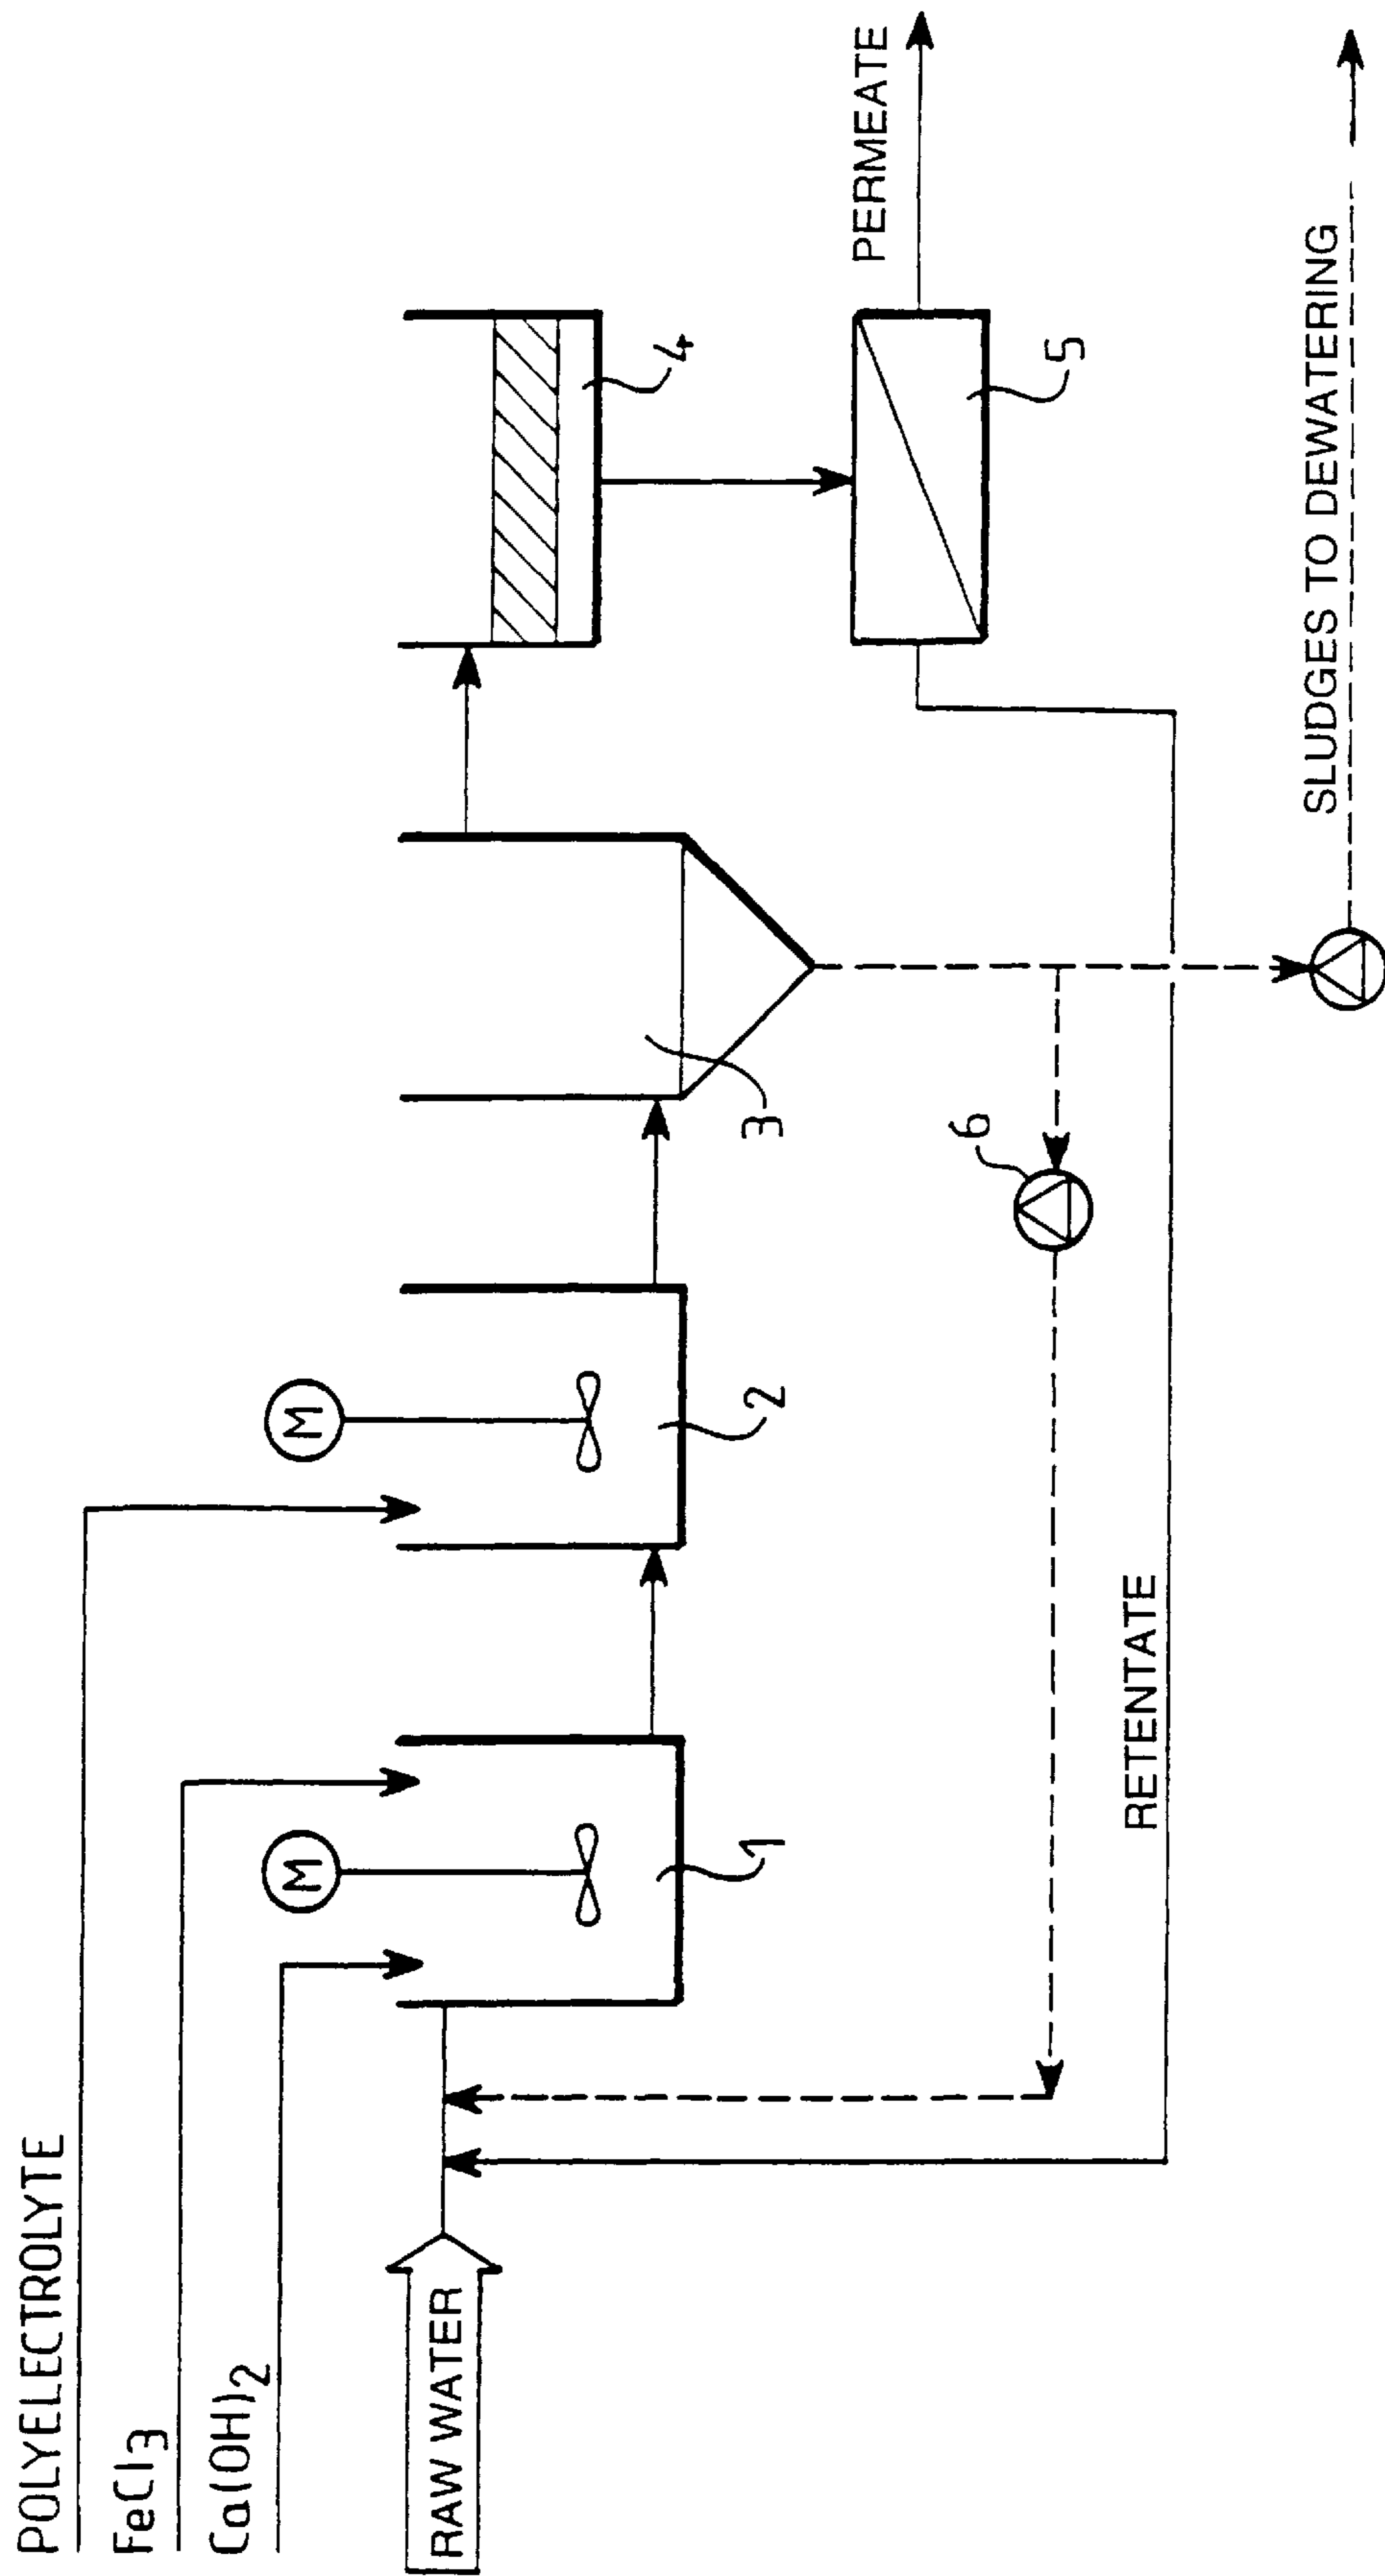 POLYELECTROLYTE
FeCl3
Ca(OH)2
RAW WATER
M
M
1
2
3
4
5
6
PERMEATE
RETENTATE
SLUDGES TO DEWATERING